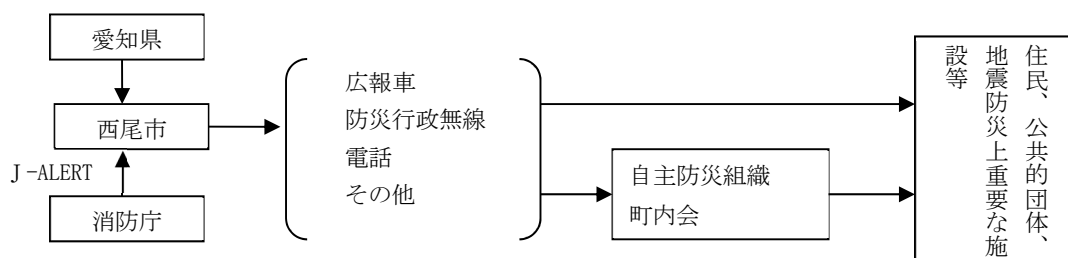 愛知県
西尾市
J-ALERT
消防庁
広報車
防災行政無線
電話
その他
自主防災組織
町内会
住民、公共的団体、
地震防災上重要な施
設等